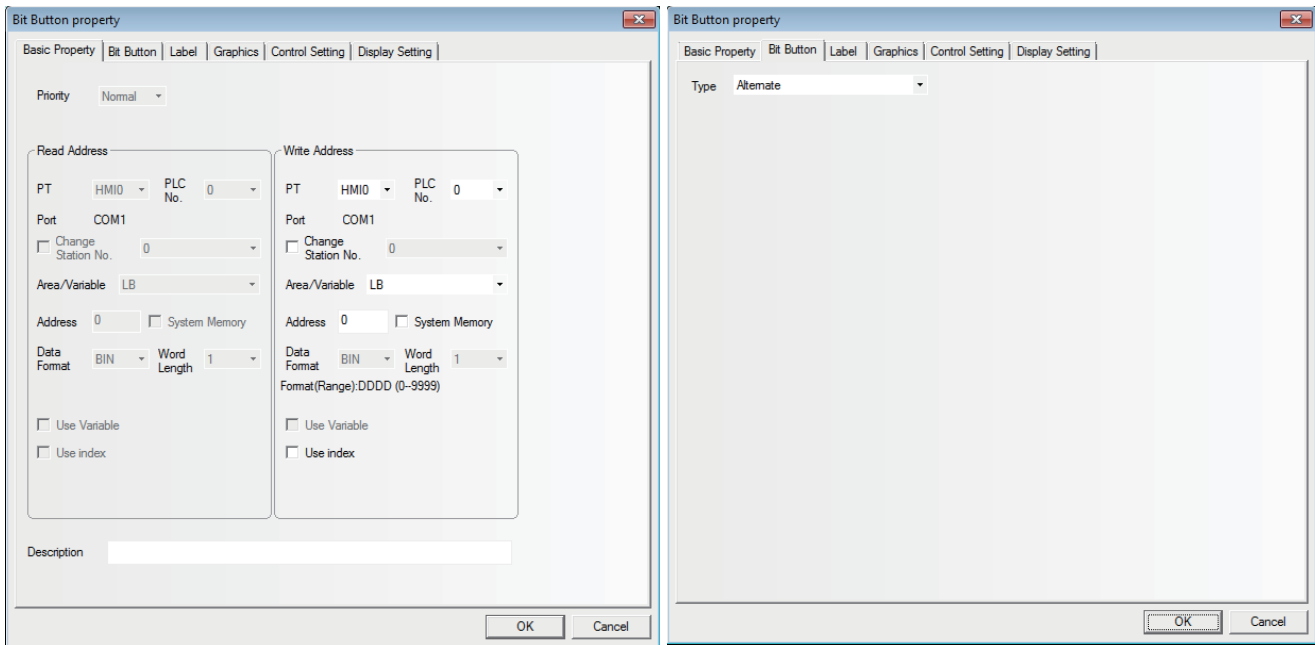 Bit Button property
Basic Property Bit Button Label Graphics Control Setting Display Setting
Priority Normal
Read Address
PT HMI0 PLC No. 0
Port COM1
Change Station No. 0
Area/Variable LB
Address 0 System Memory
Data Format BIN Word Length 1
Use Variable
Use index
Write Address
PT HMI0 PLC No. 0
Port COM1
Change Station No. 0
Area/Variable LB
Address 0 System Memory
Data Format BIN Word Length 1
Format(Range):DDDD (0--9999)
Use Variable
Use index
Description
OK Cancel
Bit Button property
Basic Property Bit Button Label Graphics Control Setting Display Setting
Type Alternate
OK Cancel